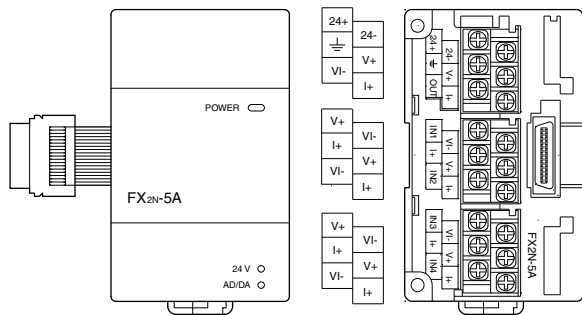 POWER
FX2N-5A
24 V
AD/DA
24+
24-
V+
VI-
I+
V+
VI-
I+
V+
VI-
I+
V+
VI-
I+
V+
VI-
I+
24+
24-
V+
OUT
I+
IN1
VI-
I+
V+
IN2
I+
IN3
VI-
I+
V+
IN4
I+
FX2N-5A